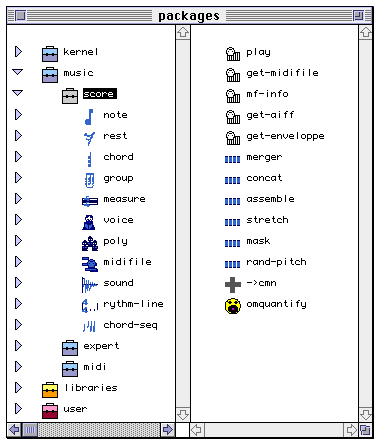 packages
kernel
music
score
note
rest
chord
group
measure
voice
poly
midifile
sound
rythm-line
chord-seq
expert
midi
libraries
user
play
get-midifile
mf-info
get-aiff
get-enveloppe
merger
concat
assemble
stretch
mask
rand-pitch
->cmn
omquantify